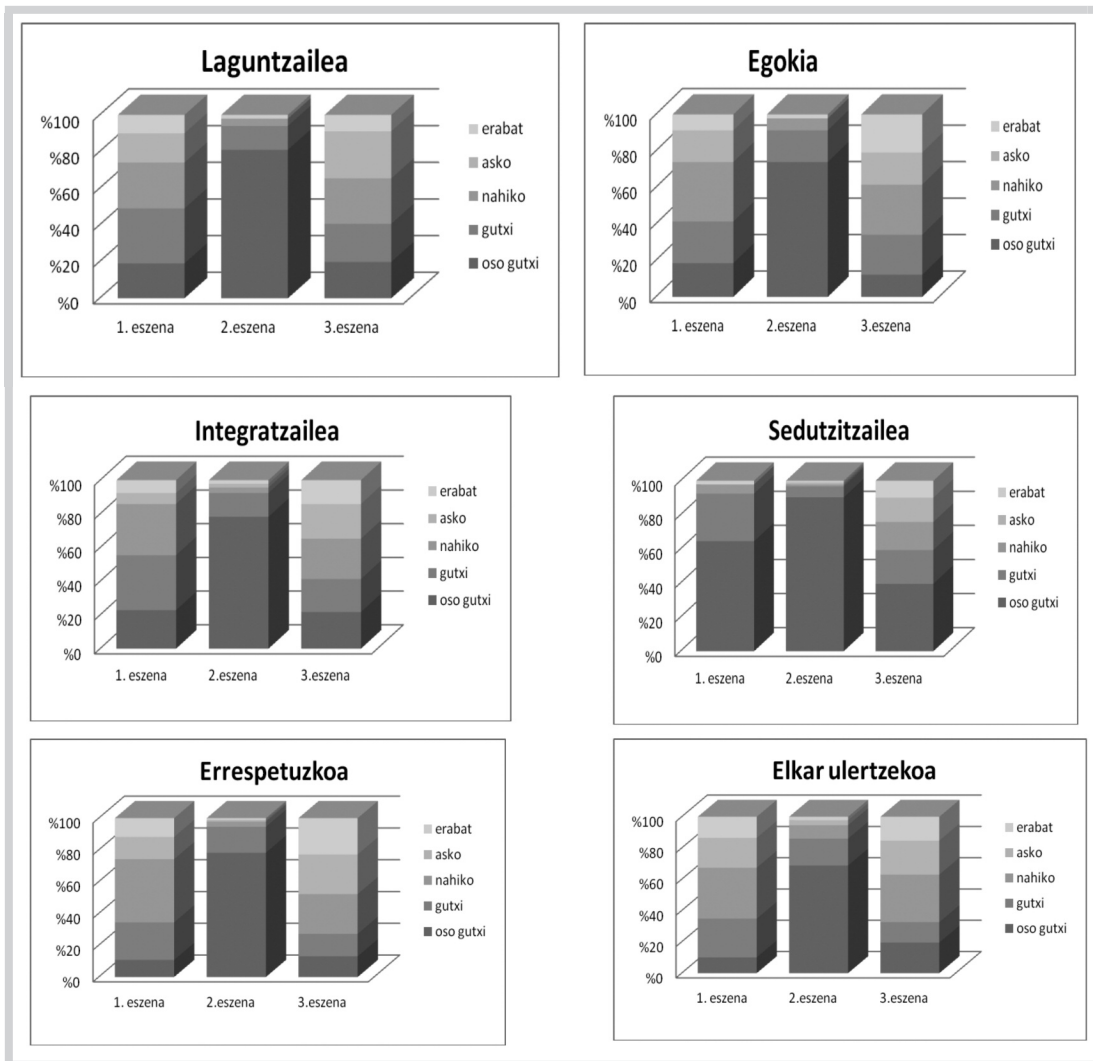 Laguntzailea
%100
%80
%60
%40
%20
%0
1. eszena 2.eszena 3.eszena
erabat
asko
nahiko
gutxi
oso gutxi
Egokia
%100
%80
%60
%40
%20
%0
1. eszena 2.eszena 3.eszena
erabat
asko
nahiko
gutxi
oso gutxi
Integratzailea
%100
%80
%60
%40
%20
%0
1. eszena 2.eszena 3.eszena
erabat
asko
nahiko
gutxi
oso gutxi
Sedutzitzailea
%100
%80
%60
%40
%20
%0
1. eszena 2.eszena 3.eszena
erabat
asko
nahiko
gutxi
oso gutxi
Errespetuzkoa
%100
%80
%60
%40
%20
%0
1. eszena 2.eszena 3.eszena
erabat
asko
nahiko
gutxi
oso gutxi
Elkar ulertzekoa
%100
%80
%60
%40
%20
%0
1. eszena 2.eszena 3.eszena
erabat
asko
nahiko
gutxi
oso gutxi